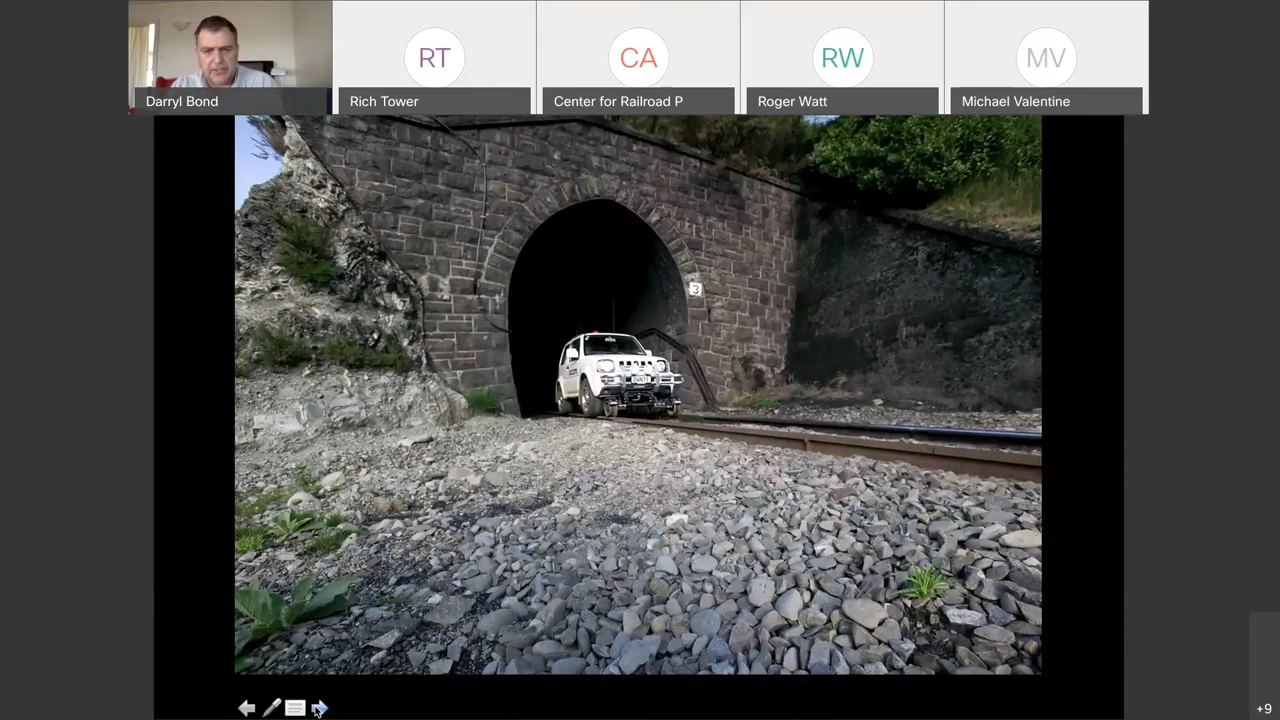 RT
CA
RW
MV
Darryl Bond
Rich Tower
Center for Railroad P
Roger Watt
Michael Valentine
3
+9